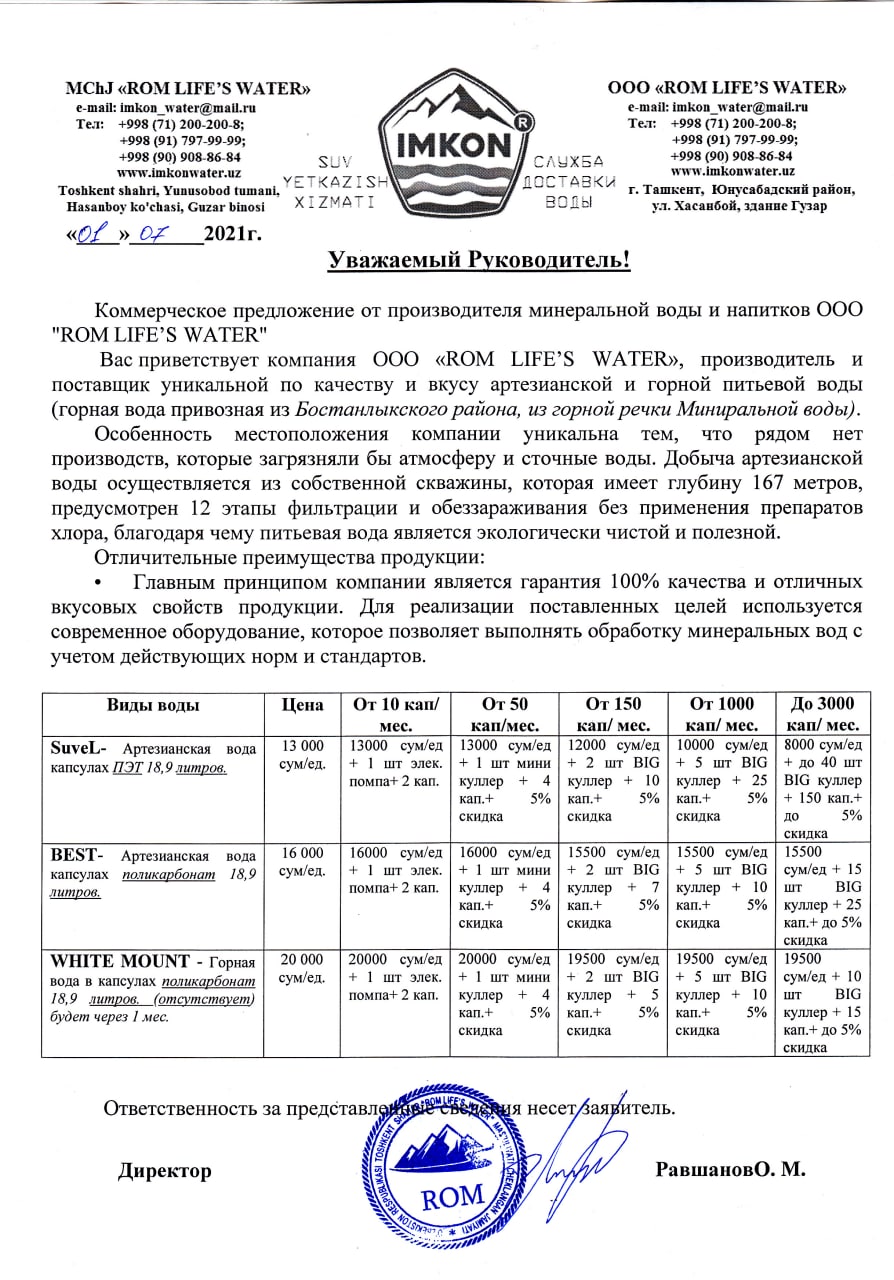 MChJ «ROM LIFE’S WATER»
e-mail: imkon_water@mail.ru
Тел: +998 (71) 200-200-8;
+998 (91) 797-99-99;
+998 (90) 908-86-84
www.imkonwater.uz
Toshkent shahri, Yunusobod tumani,
Hasanboy ko'chasi, Guzar binosi
«01»_07_2021г.
SUV
YETKAZISH
XIZMATI
IMKON ®
СЛУЖБА
ДОСТАВКИ
ВОДЫ
ООО «ROM LIFE’S WATER»
e-mail: imkon_water@mail.ru
Тел: +998 (71) 200-200-8;
+998 (91) 797-99-99;
+998 (90) 908-86-84
www.imkonwater.uz
г. Ташкент, Юнусабадский район,
ул. Хасанбой, здание Гузар
Уважаемый Руководитель!
Коммерческое предложение от производителя минеральной воды и напитков ООО
"ROM LIFE’S WATER"
Вас приветствует компания ООО «ROM LIFE’S WATER», производитель и
поставщик уникальной по качеству и вкусу артезианской и горной питьевой воды
(горная вода привозная из Бостанлыкского района, из горной речки Миниральной воды).
Особенность местоположения компании уникальна тем, что рядом нет
производств, которые загрязняли бы атмосферу и сточные воды. Добыча артезианской
воды осуществляется из собственной скважины, которая имеет глубину 167 метров,
предусмотрен 12 этапы фильтрации и обеззараживания без применения препаратов
хлора, благодаря чему питьевая вода является экологически чистой и полезной.
Отличительные преимущества продукции:
• Главным принципом компании является гарантия 100% качества и отличных
вкусовых свойств продукции. Для реализации поставленных целей используется
современное оборудование, которое позволяет выполнять обработку минеральных вод с
учетом действующих норм и стандартов.
Виды воды
Цена
От 10 кап/
мес.
От 50
кап/мес.
От 150
кап/ мес.
От 1000
кап/ мес.
До 3000
кап/ мес.
SuveL- Артезианская вода
капсулах ПЭТ 18,9 литров.
13 000
сум/ед.
13000 сум/ед
+ 1 шт элек.
помпа+ 2 кап.
13000 сум/ед
+ 1 шт мини
куллер + 4
кап.+ 5%
скидка
12000 сум/ед
+ 2 шт BIG
куллер + 10
кап.+ 5%
скидка
10000 сум/ед
+ 5 шт BIG
куллер + 25
кап.+ 5%
скидка
8000 сум/ед
+ до 40 шт
BIG куллер
+ 150 кап.+
до 5%
скидка
BEST- Артезианская вода
капсулах поликарбонат 18,9
литров.
16 000
сум/ед.
16000 сум/ед
+ 1 шт элек.
помпа+ 2 кап.
16000 сум/ед
+ 1 шт мини
куллер + 4
кап.+ 5%
скидка
15500 сум/ед
+ 2 шт BIG
куллер + 7
кап.+ 5%
скидка
15500 сум/ед
+ 5 шт BIG
куллер + 10
кап.+ 5%
скидка
15500
сум/ед + 15
шт BIG
куллер + 25
кап.+ до 5%
скидка
WHITE MOUNT - Горная
вода в капсулах поликарбонат
18,9 литров. (отсутствует)
будет через 1 мес.
20 000
сум/ед.
20000 сум/ед
+ 1 шт элек.
помпа+ 2 кап.
20000 сум/ед
+ 1 шт мини
куллер + 4
кап.+ 5%
скидка
19500 сум/ед
+ 2 шт BIG
куллер + 5
кап.+ 5%
скидка
19500 сум/ед
+ 5 шт BIG
куллер + 10
кап.+ 5%
скидка
19500
сум/ед + 10
шт BIG
куллер + 15
кап.+ до 5%
скидка
Ответственность за представленные сведения несет заявитель.
Директор
ROM
РавшановО. М.